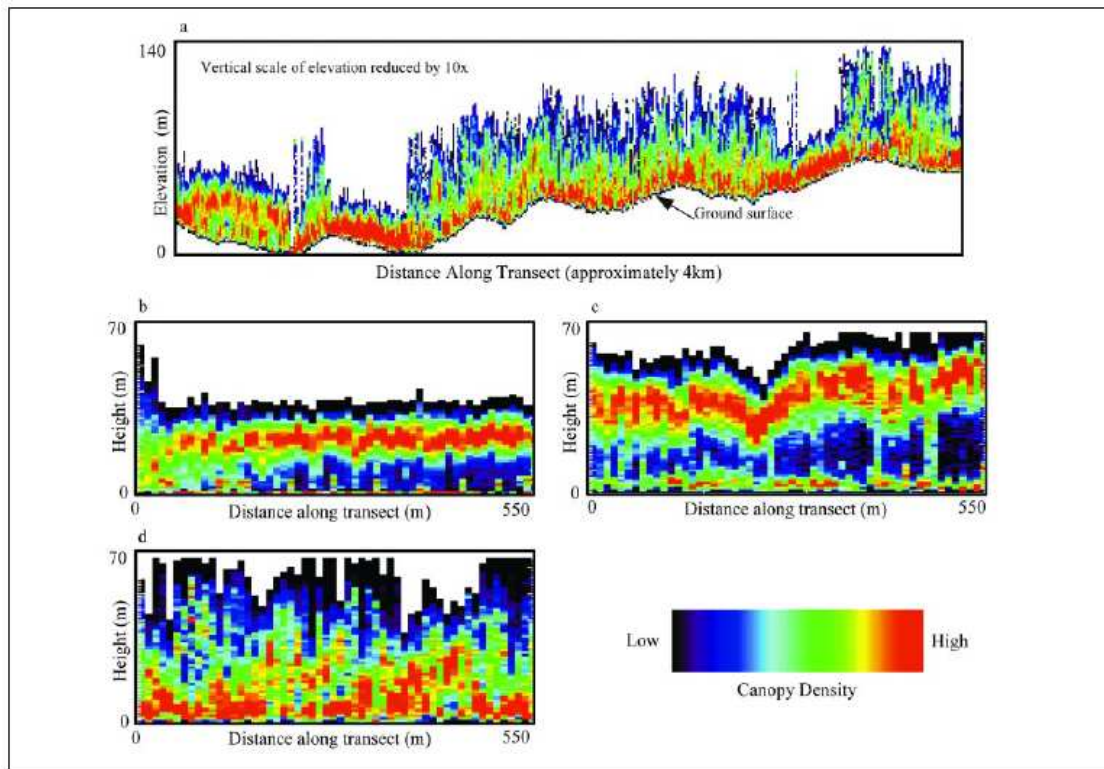 a
140
Vertical scale of elevation reduced by 10x
Elevation (m)
Ground surface
0
Distance Along Transect (approximately 4km)
b
70
Height (m)
0
0
Distance along transect (m)
550
c
70
Height (m)
0
0
Distance along transect (m)
550
d
70
Height (m)
0
0
Distance along transect (m)
550
Low
High
Canopy Density